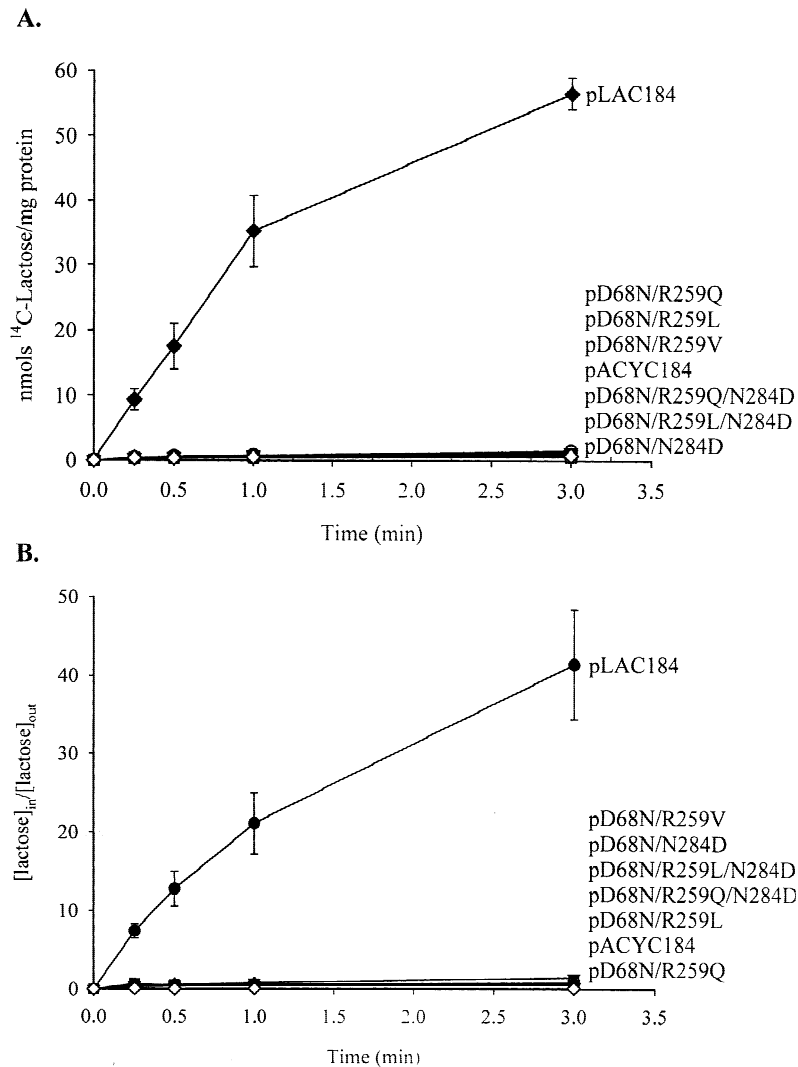 A.
60
50
40
30
20
10
0
nmols ¹⁴C-Lactose/mg protein
pLAC184
pD68N/R259Q
pD68N/R259L
pD68N/R259V
pACYC184
pD68N/R259Q/N284D
pD68N/R259L/N284D
pD68N/N284D
0.0 0.5 1.0 1.5 2.0 2.5 3.0 3.5
Time (min)
B.
50
40
30
20
10
0
[lactose]in/[lactose]out
pLAC184
pD68N/R259V
pD68N/N284D
pD68N/R259L/N284D
pD68N/R259Q/N284D
pD68N/R259L
pACYC184
pD68N/R259Q
0.0 0.5 1.0 1.5 2.0 2.5 3.0 3.5
Time (min)